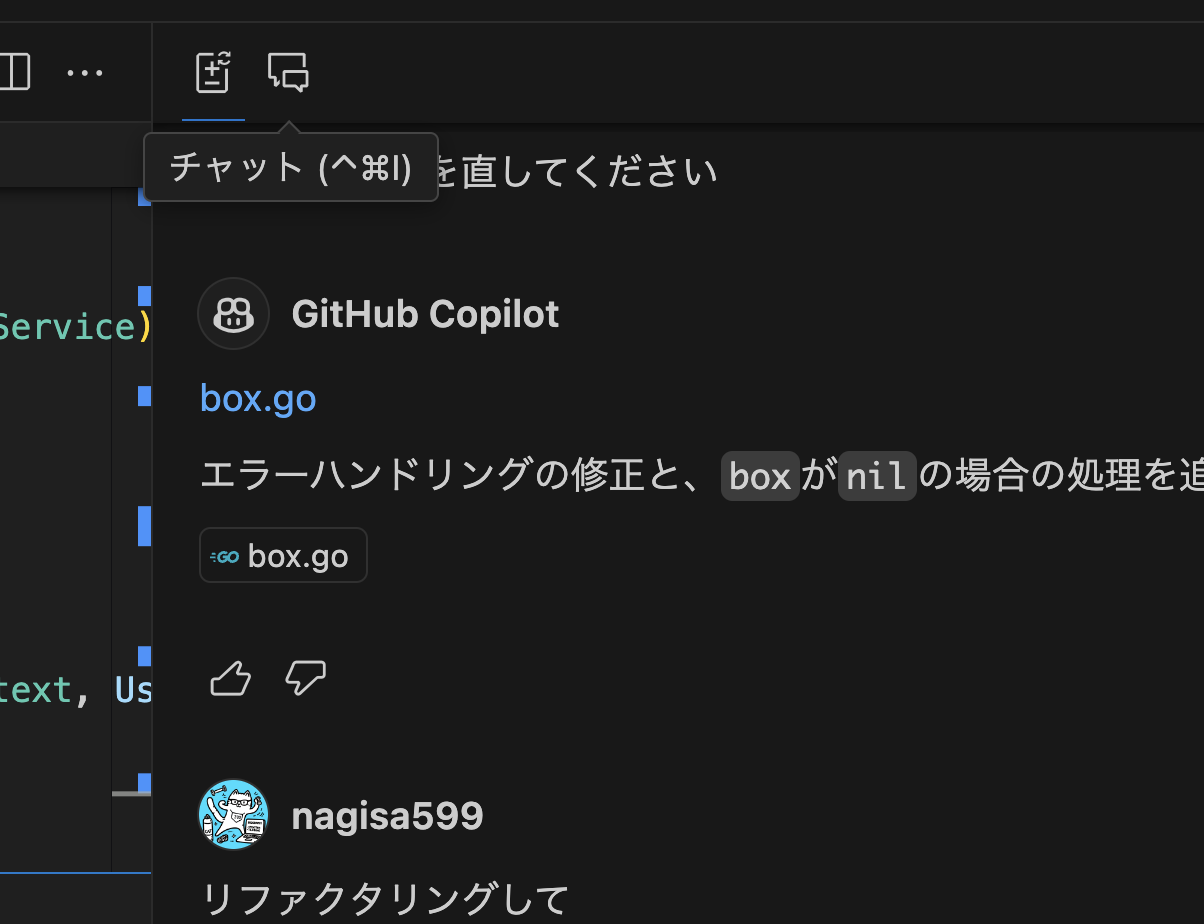 チャット (^⌘I)
を直してください
GitHub Copilot
box.go
エラーハンドリングの修正と、boxがnilの場合の処理を追
Service)
GO box.go
text, Us
nagisa599
リファクタリングして